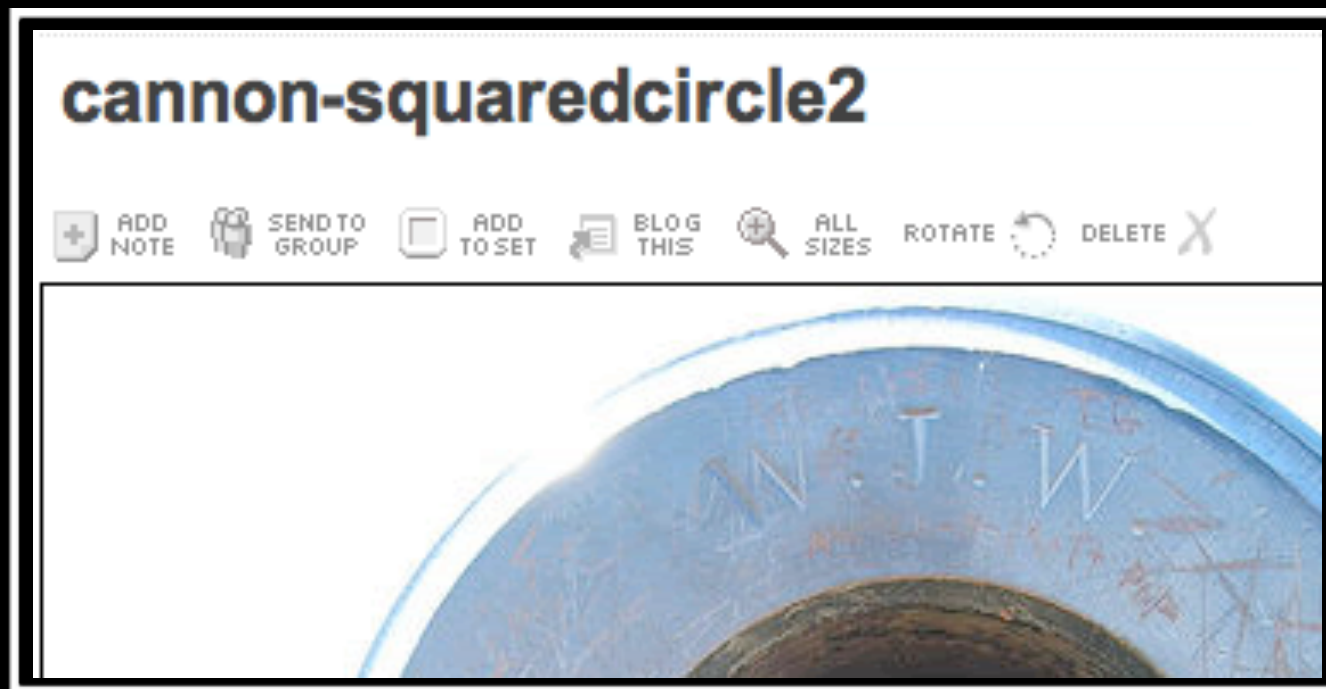 cannon-squaredcircle2
ADD NOTE SEND TO GROUP ADD TO SET BLOG THIS ALL SIZES ROTATE DELETE
W.J.W